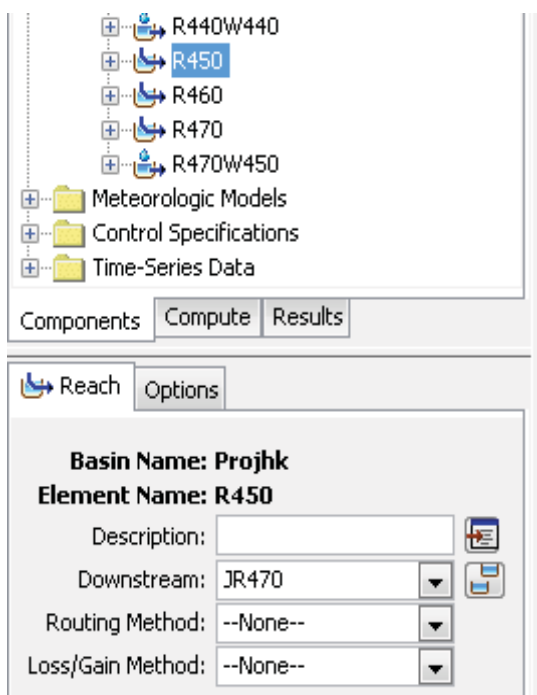 R440W440
R450
R460
R470
R470W450
Meteorologic Models
Control Specifications
Time-Series Data
Components Compute Results
Reach Options
Basin Name: Projhk
Element Name: R450
Description:
Downstream: JR470
Routing Method: --None--
Loss/Gain Method: --None--